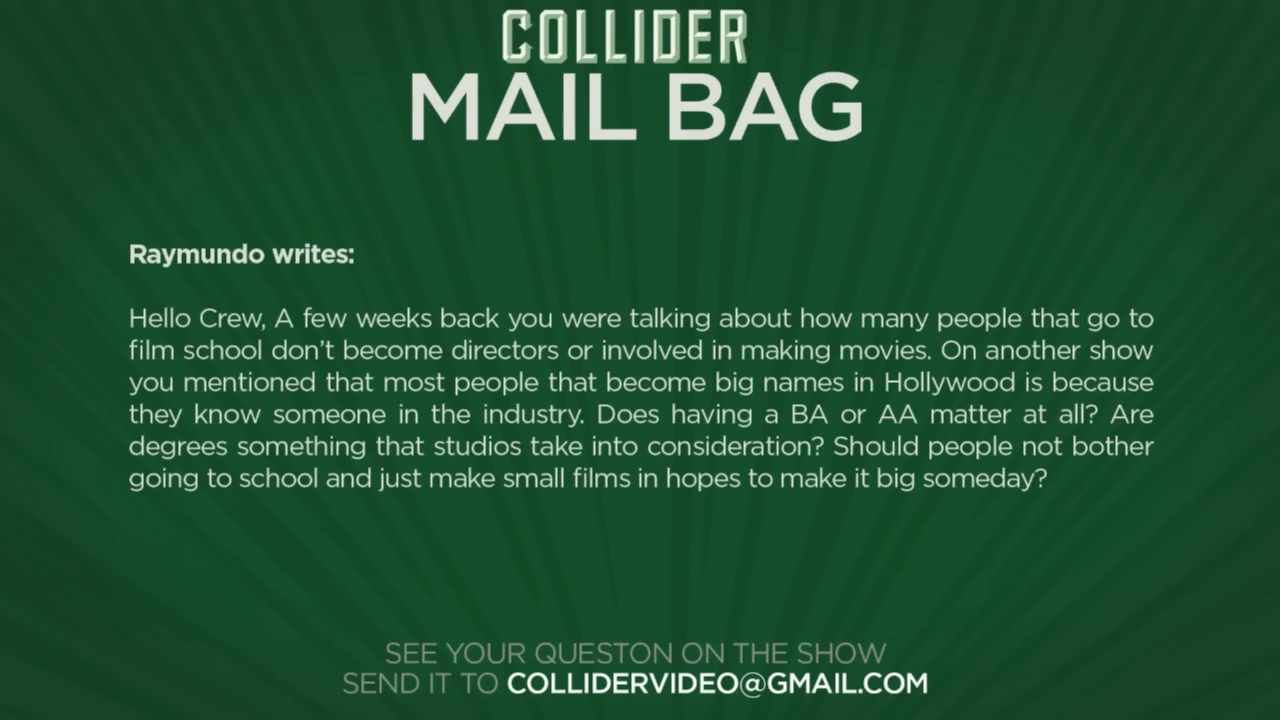 COLLIDER
MAIL BAG
Raymundo writes:
Hello Crew, A few weeks back you were talking about how many people that go to
film school don’t become directors or involved in making movies. On another show
you mentioned that most people that become big names in Hollywood is because
they know someone in the industry. Does having a BA or AA matter at all? Are
degrees something that studios take into consideration? Should people not bother
going to school and just make small films in hopes to make it big someday?
SEE YOUR QUESTON ON THE SHOW
SEND IT TO COLLIDERVIDEO@GMAIL.COM